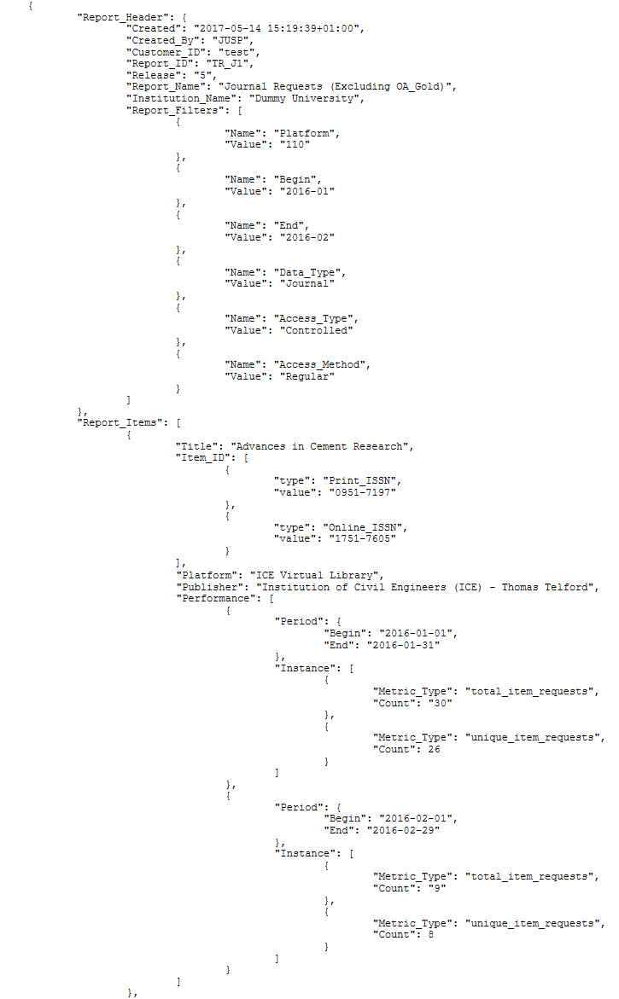 {
"Report_Header": {
"Created": "2017-05-14 15:19:39+01:00",
"Created_By": "JUSP",
"Customer_ID": "test",
"Report_ID": "TR_J1",
"Release": "5",
"Report_Name": "Journal Requests (Excluding OA_Gold)",
"Institution_Name": "Dummy University",
"Report_Filters": [
{
"Name": "Platform",
"Value": "110"
},
{
"Name": "Begin",
"Value": "2016-01"
},
{
"Name": "End",
"Value": "2016-02"
},
{
"Name": "Data_Type",
"Value": "Journal"
},
{
"Name": "Access_Type",
"Value": "Controlled"
},
{
"Name": "Access_Method",
"Value": "Regular"
}
]
},
"Report_Items": [
{
"Title": "Advances in Cement Research",
"Item_ID": [
{
"type": "Print_ISSN",
"value": "0951-7197"
},
{
"type": "Online_ISSN",
"value": "1751-7605"
}
],
"Platform": "ICE Virtual Library",
"Publisher": "Institution of Civil Engineers (ICE) - Thomas Telford",
"Performance": [
{
"Period": {
"Begin": "2016-01-01",
"End": "2016-01-31"
},
"Instance": [
{
"Metric_Type": "total_item_requests",
"Count": "30"
},
{
"Metric_Type": "unique_item_requests",
"Count": 26
}
]
},
{
"Period": {
"Begin": "2016-02-01",
"End": "2016-02-29"
},
"Instance": [
{
"Metric_Type": "total_item_requests",
"Count": "9"
},
{
"Metric_Type": "unique_item_requests",
"Count": 8
}
]
}
]
},